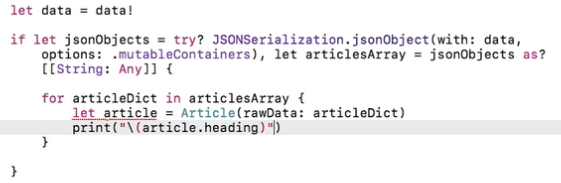 let data = data!
if let jsonObjects = try? JSONSerialization.jsonObject(with: data,
options: .mutableContainers), let articlesArray = jsonObjects as?
[[String: Any]] {
for articleDict in articlesArray {
let article = Article(rawData: articleDict)
print("\(article.heading)")
}
}